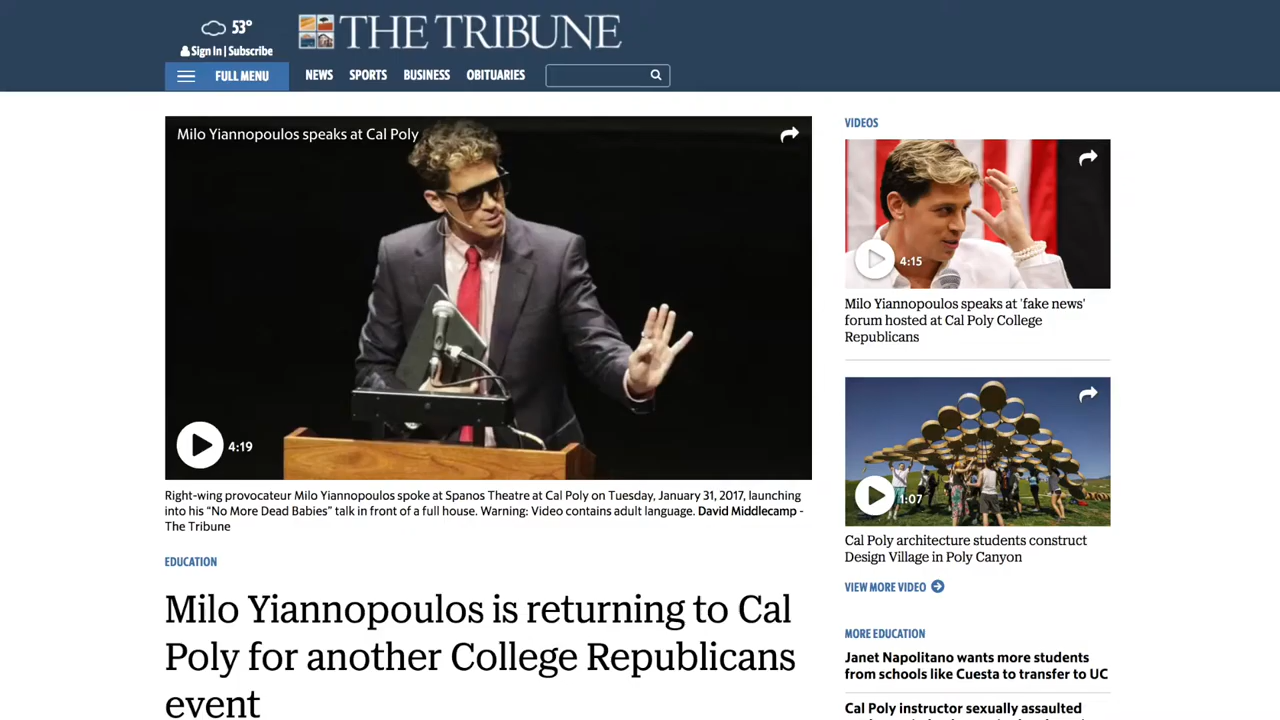 53°
THE TRIBUNE
Sign In | Subscribe
FULL MENU NEWS SPORTS BUSINESS OBITUARIES
Milo Yiannopoulos speaks at Cal Poly
4:19
Right-wing provocateur Milo Yiannopoulos spoke at Spanos Theatre at Cal Poly on Tuesday, January 31, 2017, launching
into his “No More Dead Babies” talk in front of a full house. Warning: Video contains adult language. David Middlecamp -
The Tribune
EDUCATION
Milo Yiannopoulos is returning to Cal
Poly for another College Republicans
event
VIDEOS
4:15
Milo Yiannopoulos speaks at 'fake news'
forum hosted at Cal Poly College
Republicans
1:07
Cal Poly architecture students construct
Design Village in Poly Canyon
VIEW MORE VIDEO
MORE EDUCATION
Janet Napolitano wants more students
from schools like Cuesta to transfer to UC
Cal Poly instructor sexually assaulted